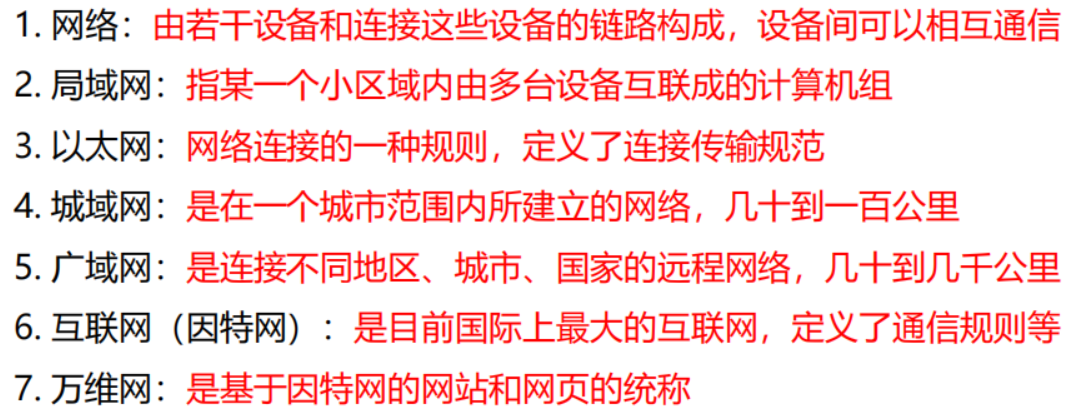 1. 网络：由若干设备和连接这些设备的链路构成，设备间可以相互通信
2. 局域网：指某一个小区域内由多台设备互联成的计算机组
3. 以太网：网络连接的一种规则，定义了连接传输规范
4. 城域网：是在一个城市范围内所建立的网络，几十到一百公里
5. 广域网：是连接不同地区、城市、国家的远程网络，几十到几千公里
6. 互联网（因特网）：是目前国际上最大的互联网，定义了通信规则等
7. 万维网：是基于因特网的网站和网页的统称